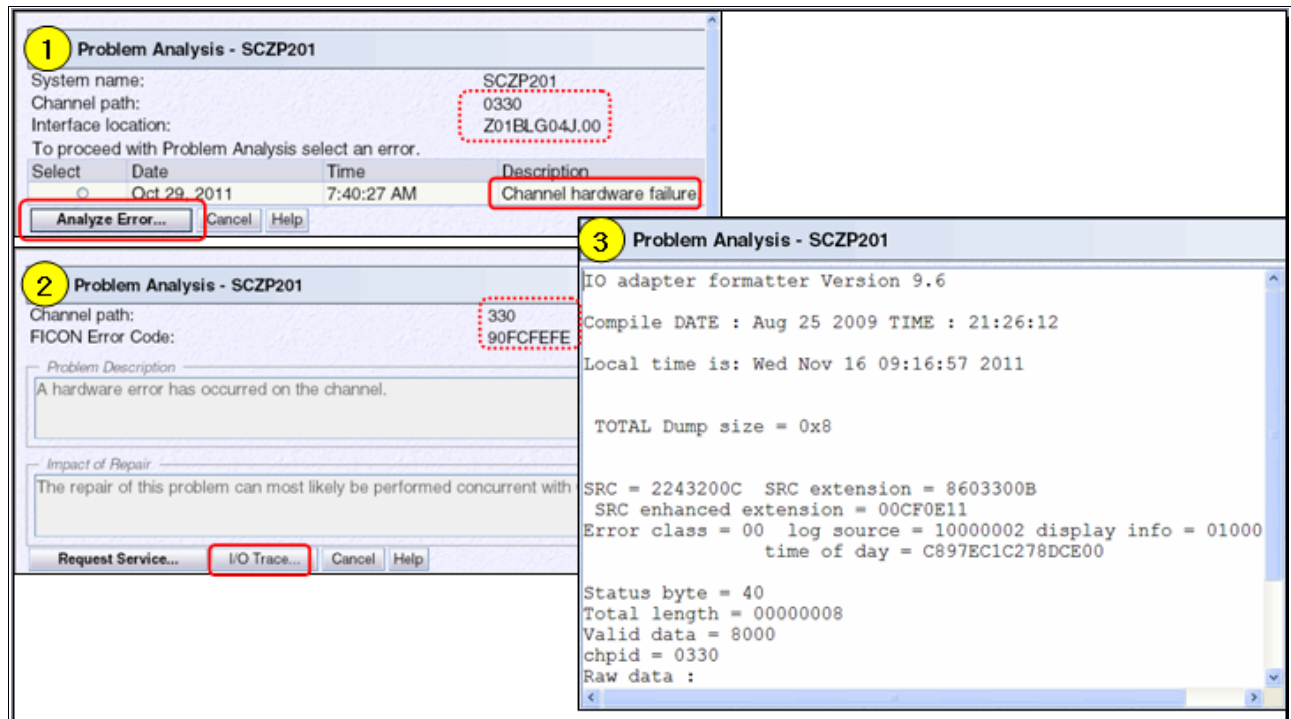 1
Problem Analysis - SCZP201
System name: SCZP201
Channel path: 0330
Interface location: Z01BLG04J.00
To proceed with Problem Analysis select an error.
Select Date Time Description
Oct 29, 2011 7:40:27 AM Channel hardware failure
Analyze Error... Cancel Help
2
Problem Analysis - SCZP201
Channel path: 330
FICON Error Code: 90FCFEFE
Problem Description
A hardware error has occurred on the channel.
Impact of Repair
The repair of this problem can most likely be performed concurrent with
Request Service... I/O Trace... Cancel Help
3
Problem Analysis - SCZP201
IO adapter formatter Version 9.6
Compile DATE : Aug 25 2009 TIME : 21:26:12
Local time is: Wed Nov 16 09:16:57 2011
TOTAL Dump size = 0x8
SRC = 2243200C SRC extension = 8603300B
SRC enhanced extension = 00CF0E11
Error class = 00 log source = 10000002 display info = 01000
time of day = C897EC1C278DCE00
Status byte = 40
Total length = 00000008
Valid data = 8000
chpid = 0330
Raw data :